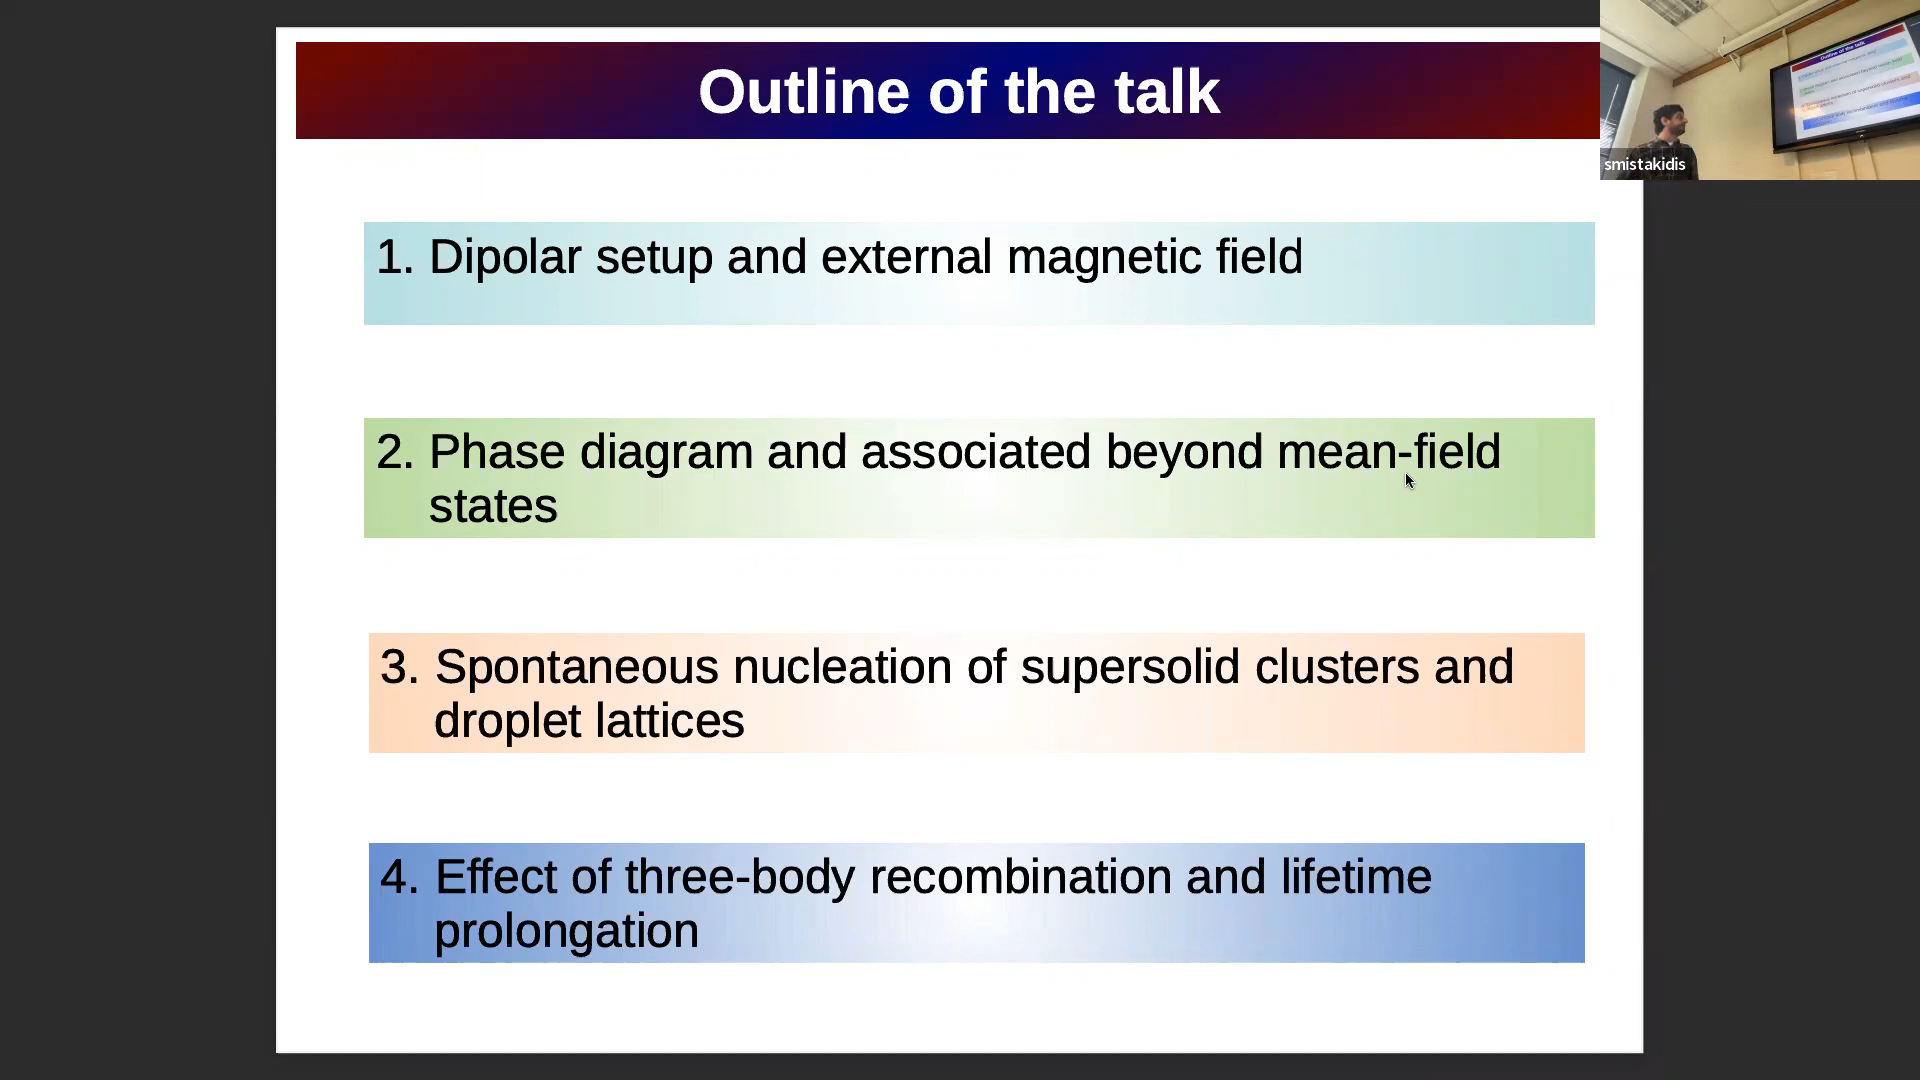 Outline of the talk
smistakidis
1. Dipolar setup and external magnetic field
2. Phase diagram and associated beyond mean-field
states
3. Spontaneous nucleation of supersolid clusters and
droplet lattices
4. Effect of three-body recombination and lifetime
prolongation